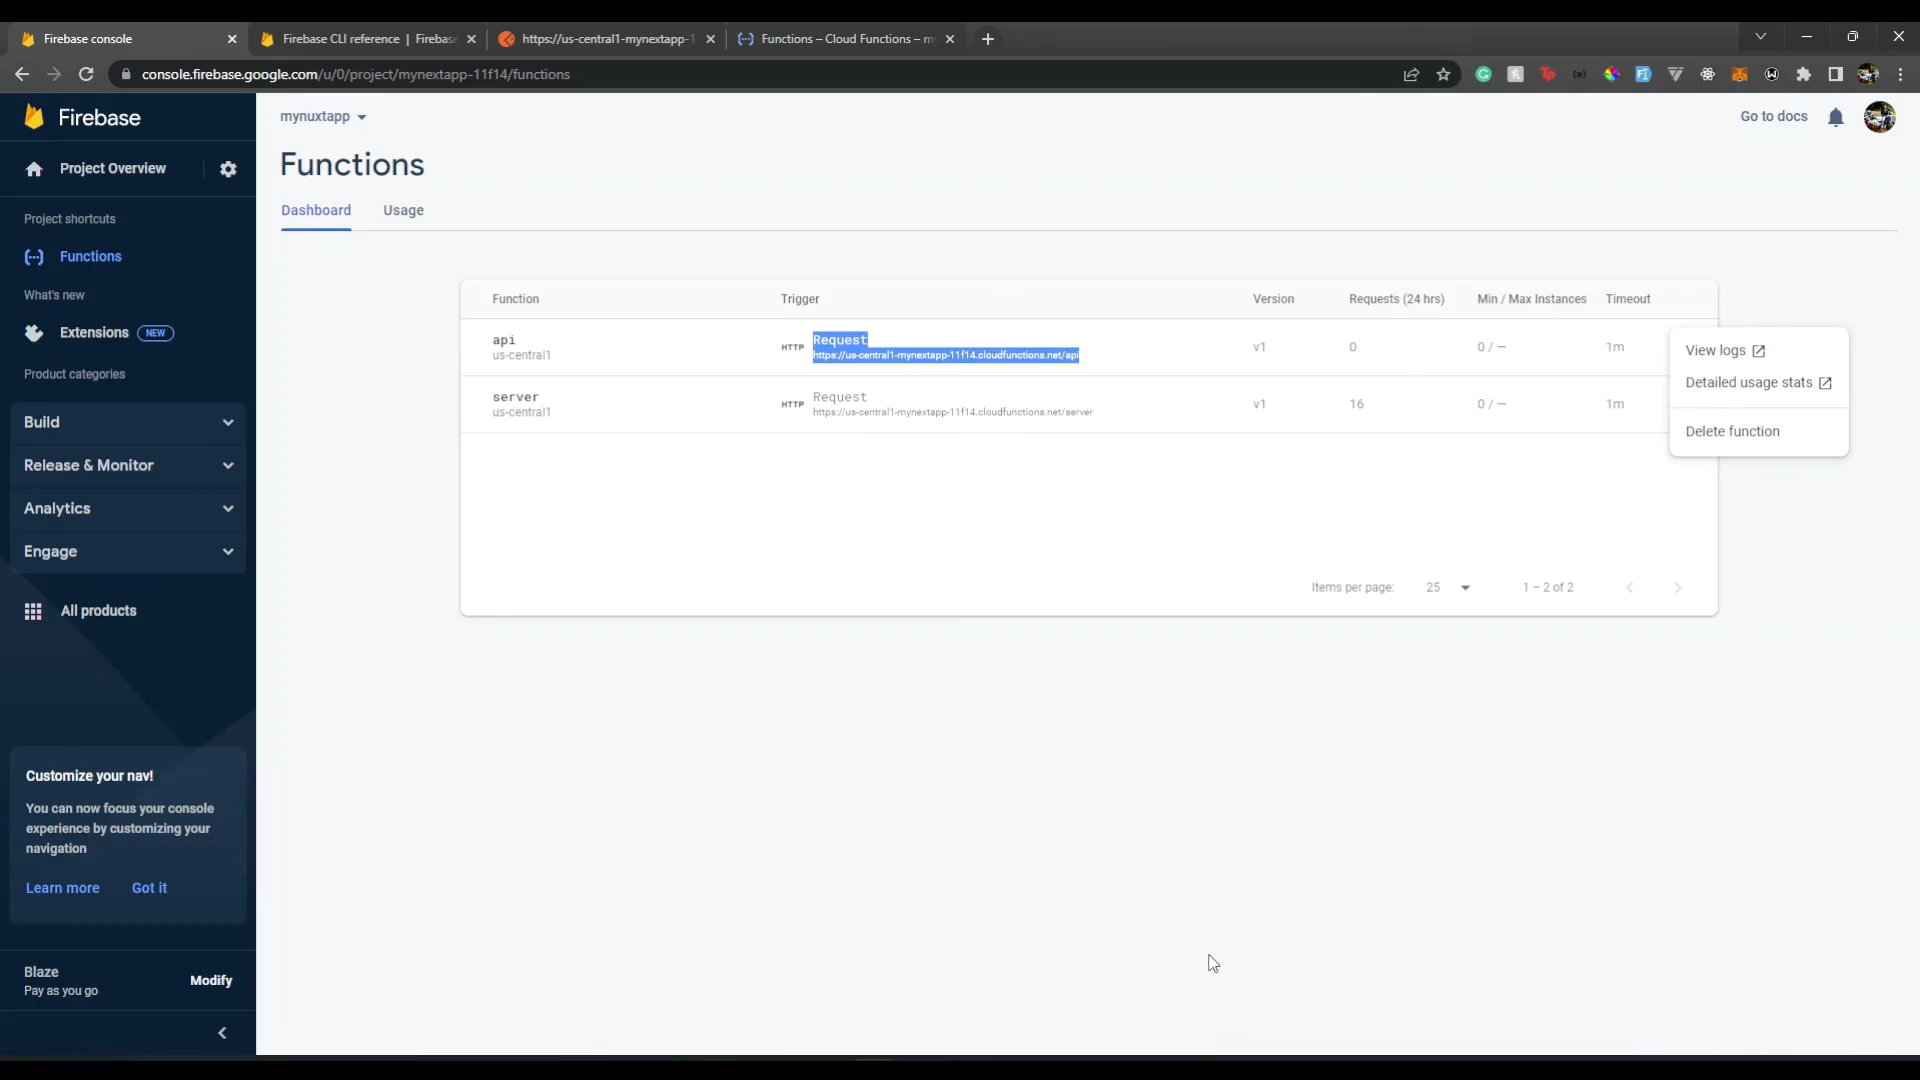 Firebase console
Firebase CLI reference | Firebase
https://us-central1-mynextapp-1
Functions – Cloud Functions – m
console.firebase.google.com/u/0/project/mynextapp-11f14/functions
Firebase
mynuxtapp
Go to docs
Project Overview
Functions
Dashboard
Usage
Project shortcuts
Functions
What's new
Extensions NEW
Product categories
Build
Release & Monitor
Analytics
Engage
All products
Function
Trigger
Version
Requests (24 hrs)
Min / Max Instances
Timeout
api
us-central1
HTTP
Request
https://us-central1-mynextapp-11f14.cloudfunctions.net/api
v1
0
0 / —
1m
server
us-central1
HTTP
Request
https://us-central1-mynextapp-11f14.cloudfunctions.net/server
v1
16
0 / —
1m
View logs
Detailed usage stats
Delete function
Items per page:
25
1 – 2 of 2
Customize your nav!
You can now focus your console
experience by customizing your
navigation
Learn more
Got it
Blaze
Pay as you go
Modify